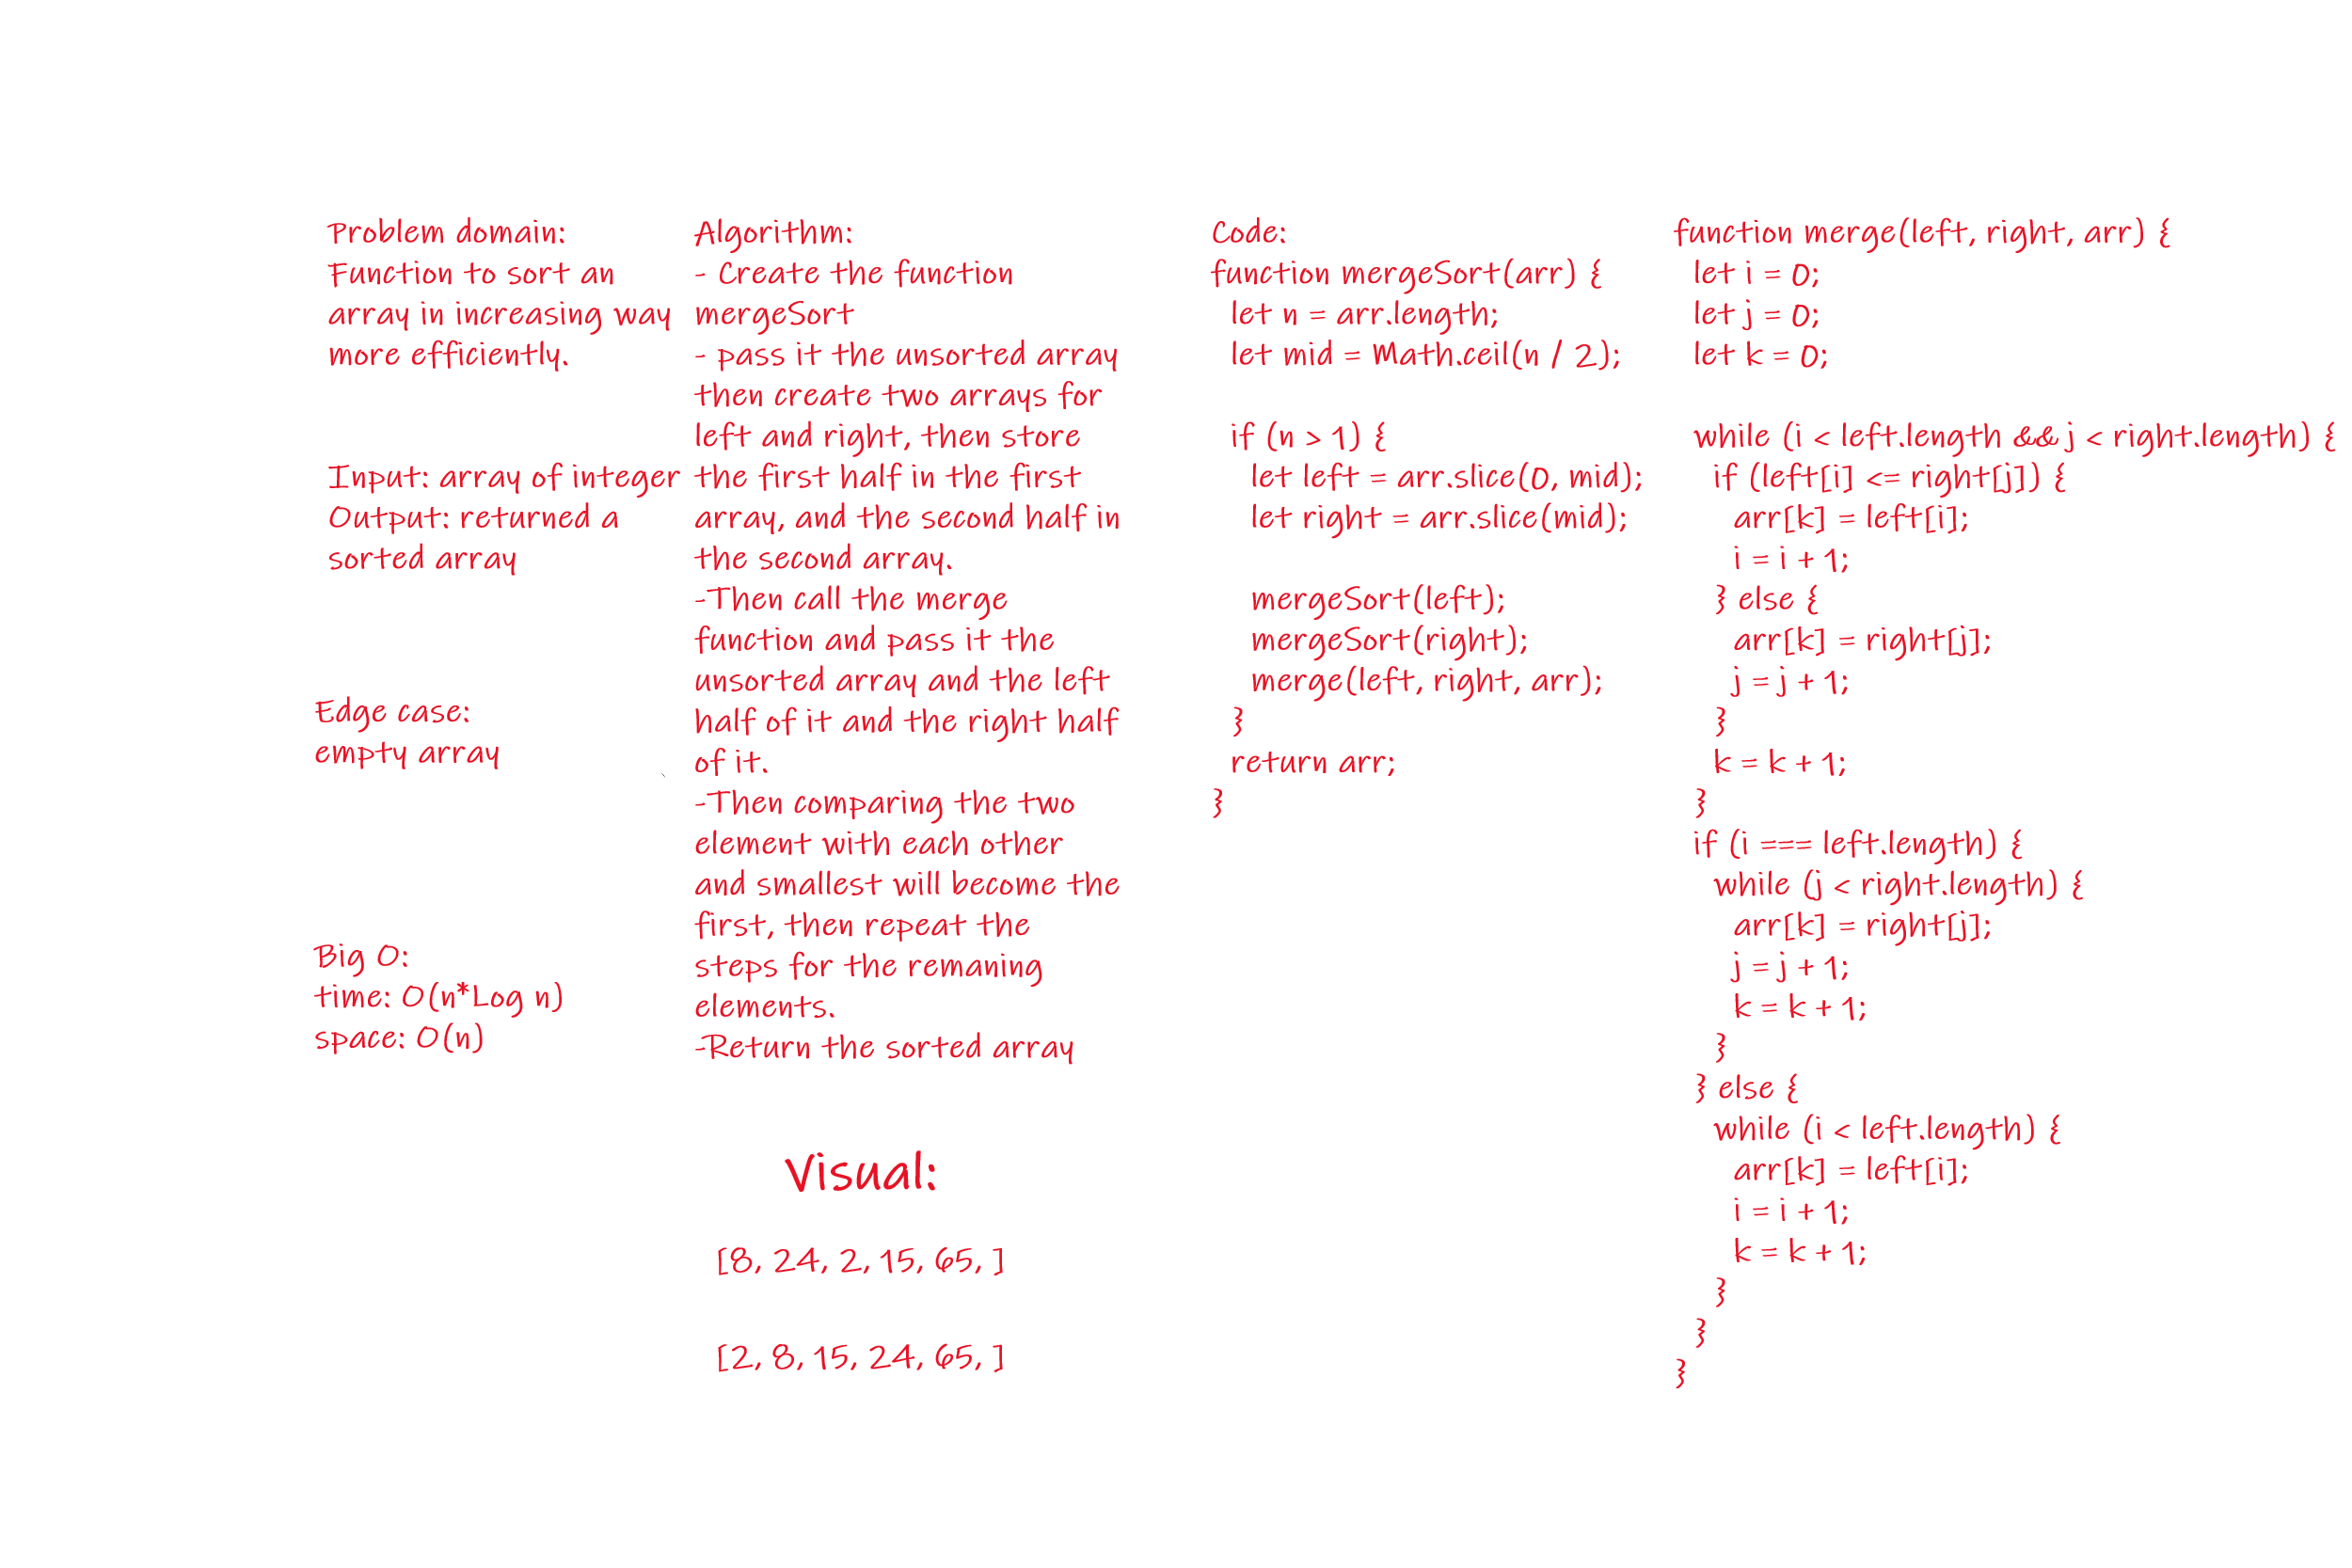 Problem domain:
Function to sort an
array in increasing way
more efficiently.
Input: array of integer
Output: returned a
sorted array
Edge case:
empty array
Big O:
time: O(n*Log n)
space: O(n)
Algorithm:
- Create the function
mergeSort
- pass it the unsorted array
then create two arrays for
left and right, then store
the first half in the first
array, and the second half in
the second array.
-Then call the merge
function and pass it the
unsorted array and the left
half of it and the right half
of it.
-Then comparing the two
element with each other
and smallest will become the
first, then repeat the
steps for the remaning
elements.
-Return the sorted array
Visual:
[8, 24, 2, 15, 65, ]
[2, 8, 15, 24, 65, ]
Code:
function mergeSort(arr) {
let n = arr.length;
let mid = Math.ceil(n / 2);
if (n > 1) {
let left = arr.slice(0, mid);
let right = arr.slice(mid);
mergeSort(left);
mergeSort(right);
merge(left, right, arr);
}
return arr;
}
function merge(left, right, arr) {
let i = 0;
let j = 0;
let k = 0;
while (i < left.length && j < right.length) {
if (left[i] <= right[j]) {
arr[k] = left[i];
i = i + 1;
} else {
arr[k] = right[j];
j = j + 1;
}
k = k + 1;
}
if (i === left.length) {
while (j < right.length) {
arr[k] = right[j];
j = j + 1;
k = k + 1;
}
} else {
while (i < left.length) {
arr[k] = left[i];
i = i + 1;
k = k + 1;
}
}
}